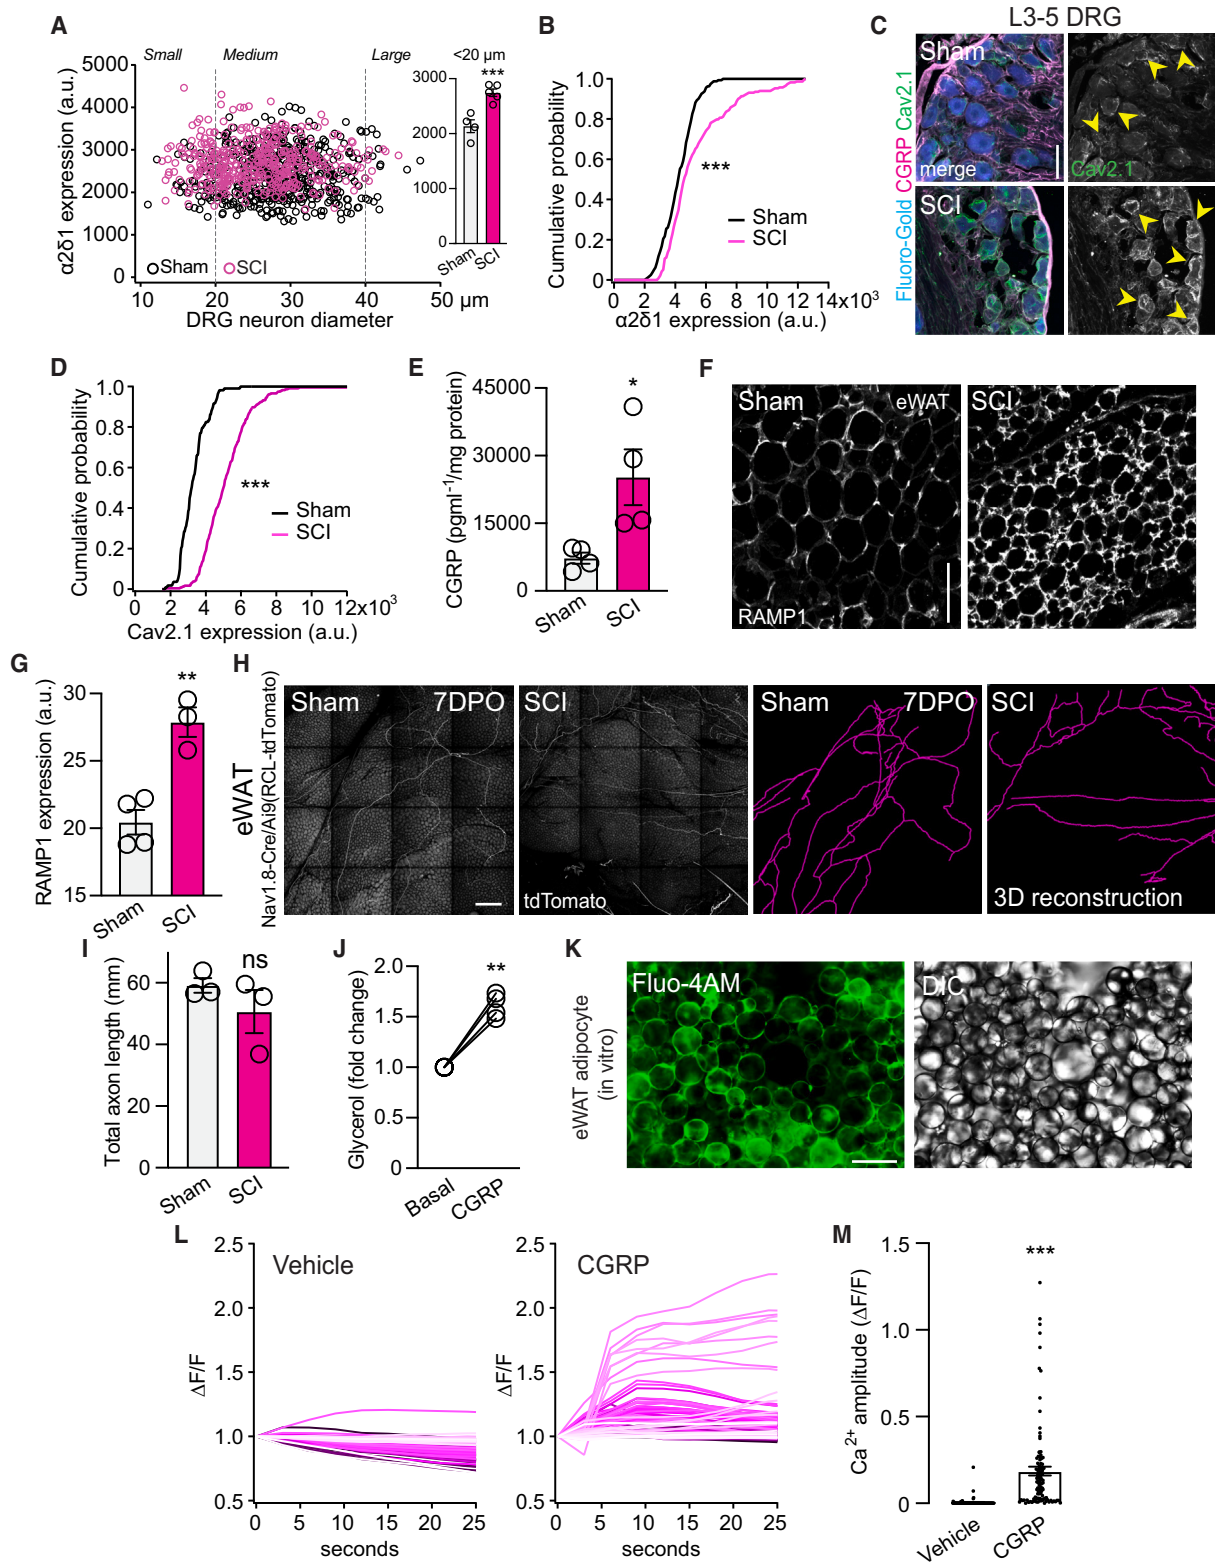 A
Small
Medium
Large
<20 µm
5000
4000
3000
2000
1000
0
α2δ1 expression (a.u.)
Sham
SCI
10
20
30
40
50 µm
DRG neuron diameter
3000
2000
1000
0
***
Sham
SCI
B
Cumulative probability
1.0
0.8
0.6
0.4
0.2
0
***
Sham
SCI
0 2 4 6 8 10 12 14x10³
α2δ1 expression (a.u.)
C
L3-5 DRG
Fluoro-Gold CGRP Cav2.1
Sham
merge
Cav2.1
SCI
D
Cumulative probability
1.0
0.8
0.6
0.4
0.2
0
***
Sham
SCI
0 2 4 6 8 10 12x10³
Cav2.1 expression (a.u.)
E
CGRP (pgml⁻¹/mg protein)
45000
30000
15000
0
*
Sham
SCI
F
Sham
eWAT
RAMP1
SCI
G
RAMP1 expression (a.u.)
30
25
20
15
**
Sham
SCI
H
eWAT
Nav1.8-Cre/Ai9(RCL-tdTomato)
Sham 7DPO
SCI
tdTomato
Sham 7DPO
SCI
3D reconstruction
I
Total axon length (mm)
60
40
20
0
ns
Sham
SCI
J
Glycerol (fold change)
2.0
1.5
1.0
0.5
0
**
Basal
CGRP
K
eWAT adipocyte
(in vitro)
Fluo-4AM
DIC
L
ΔF/F
2.5
2.0
1.5
1.0
0.5
Vehicle
0 5 10 15 20 25
seconds
ΔF/F
2.5
2.0
1.5
1.0
0.5
CGRP
0 5 10 15 20 25
seconds
M
Ca²⁺ amplitude (ΔF/F)
1.5
1.0
0.5
0
***
Vehicle
CGRP